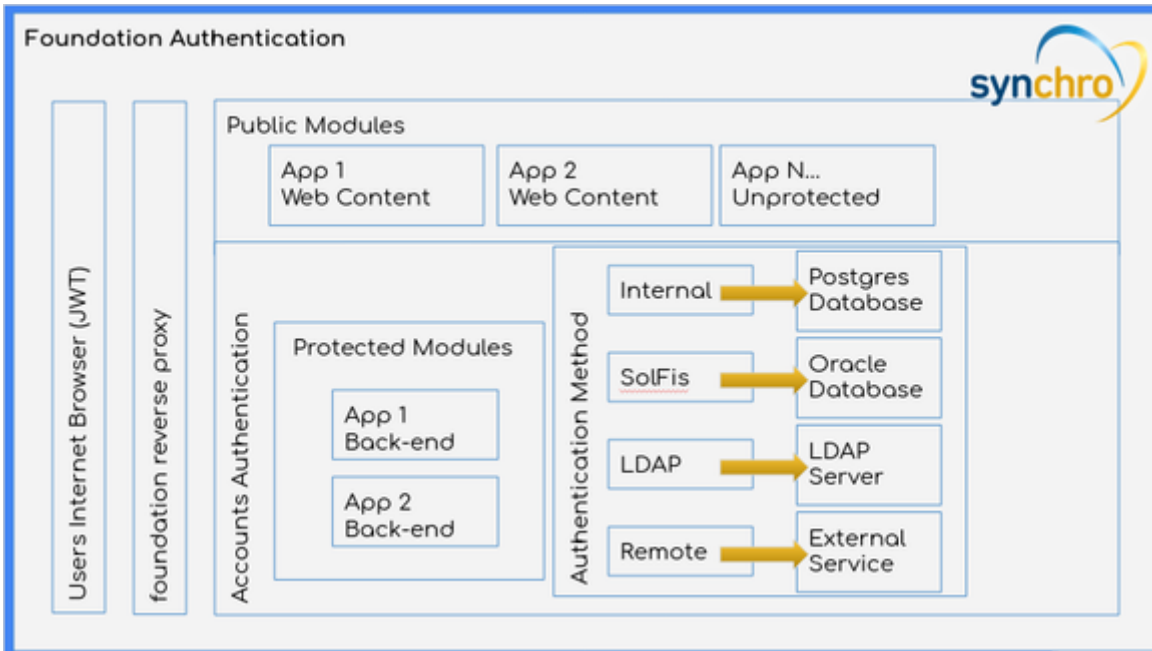 Foundation Authentication
synchro
Users Internet Browser (JWT)
foundation reverse proxy
Public Modules
App 1
Web Content
App 2
Web Content
App N...
Unprotected
Accounts Authentication
Protected Modules
App 1
Back-end
App 2
Back-end
Authentication Method
Internal
Postgres
Database
SolFis
Oracle
Database
LDAP
LDAP
Server
Remote
External
Service